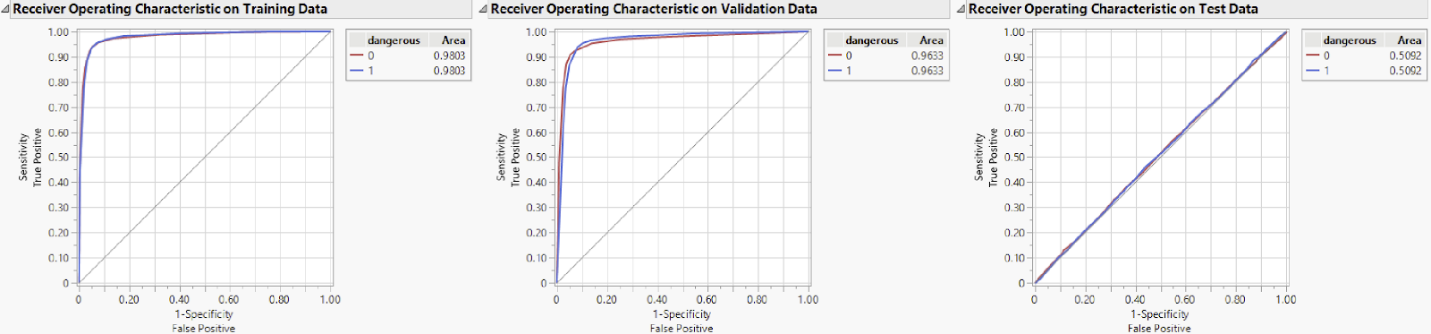 Receiver Operating Characteristic on Training Data
dangerous Area
0 0.9803
1 0.9803
1.00
0.90
0.80
0.70
0.60
0.50
0.40
0.30
0.20
0.10
0
Sensitivity
True Positive
0 0.20 0.40 0.60 0.80 1.00
1-Specificity
False Positive
Receiver Operating Characteristic on Validation Data
dangerous Area
0 0.9633
1 0.9633
1.00
0.90
0.80
0.70
0.60
0.50
0.40
0.30
0.20
0.10
0
Sensitivity
True Positive
0 0.20 0.40 0.60 0.80 1.00
1-Specificity
False Positive
Receiver Operating Characteristic on Test Data
dangerous Area
0 0.5092
1 0.5092
1.00
0.90
0.80
0.70
0.60
0.50
0.40
0.30
0.20
0.10
0
Sensitivity
True Positive
0 0.20 0.40 0.60 0.80 1.00
1-Specificity
False Positive